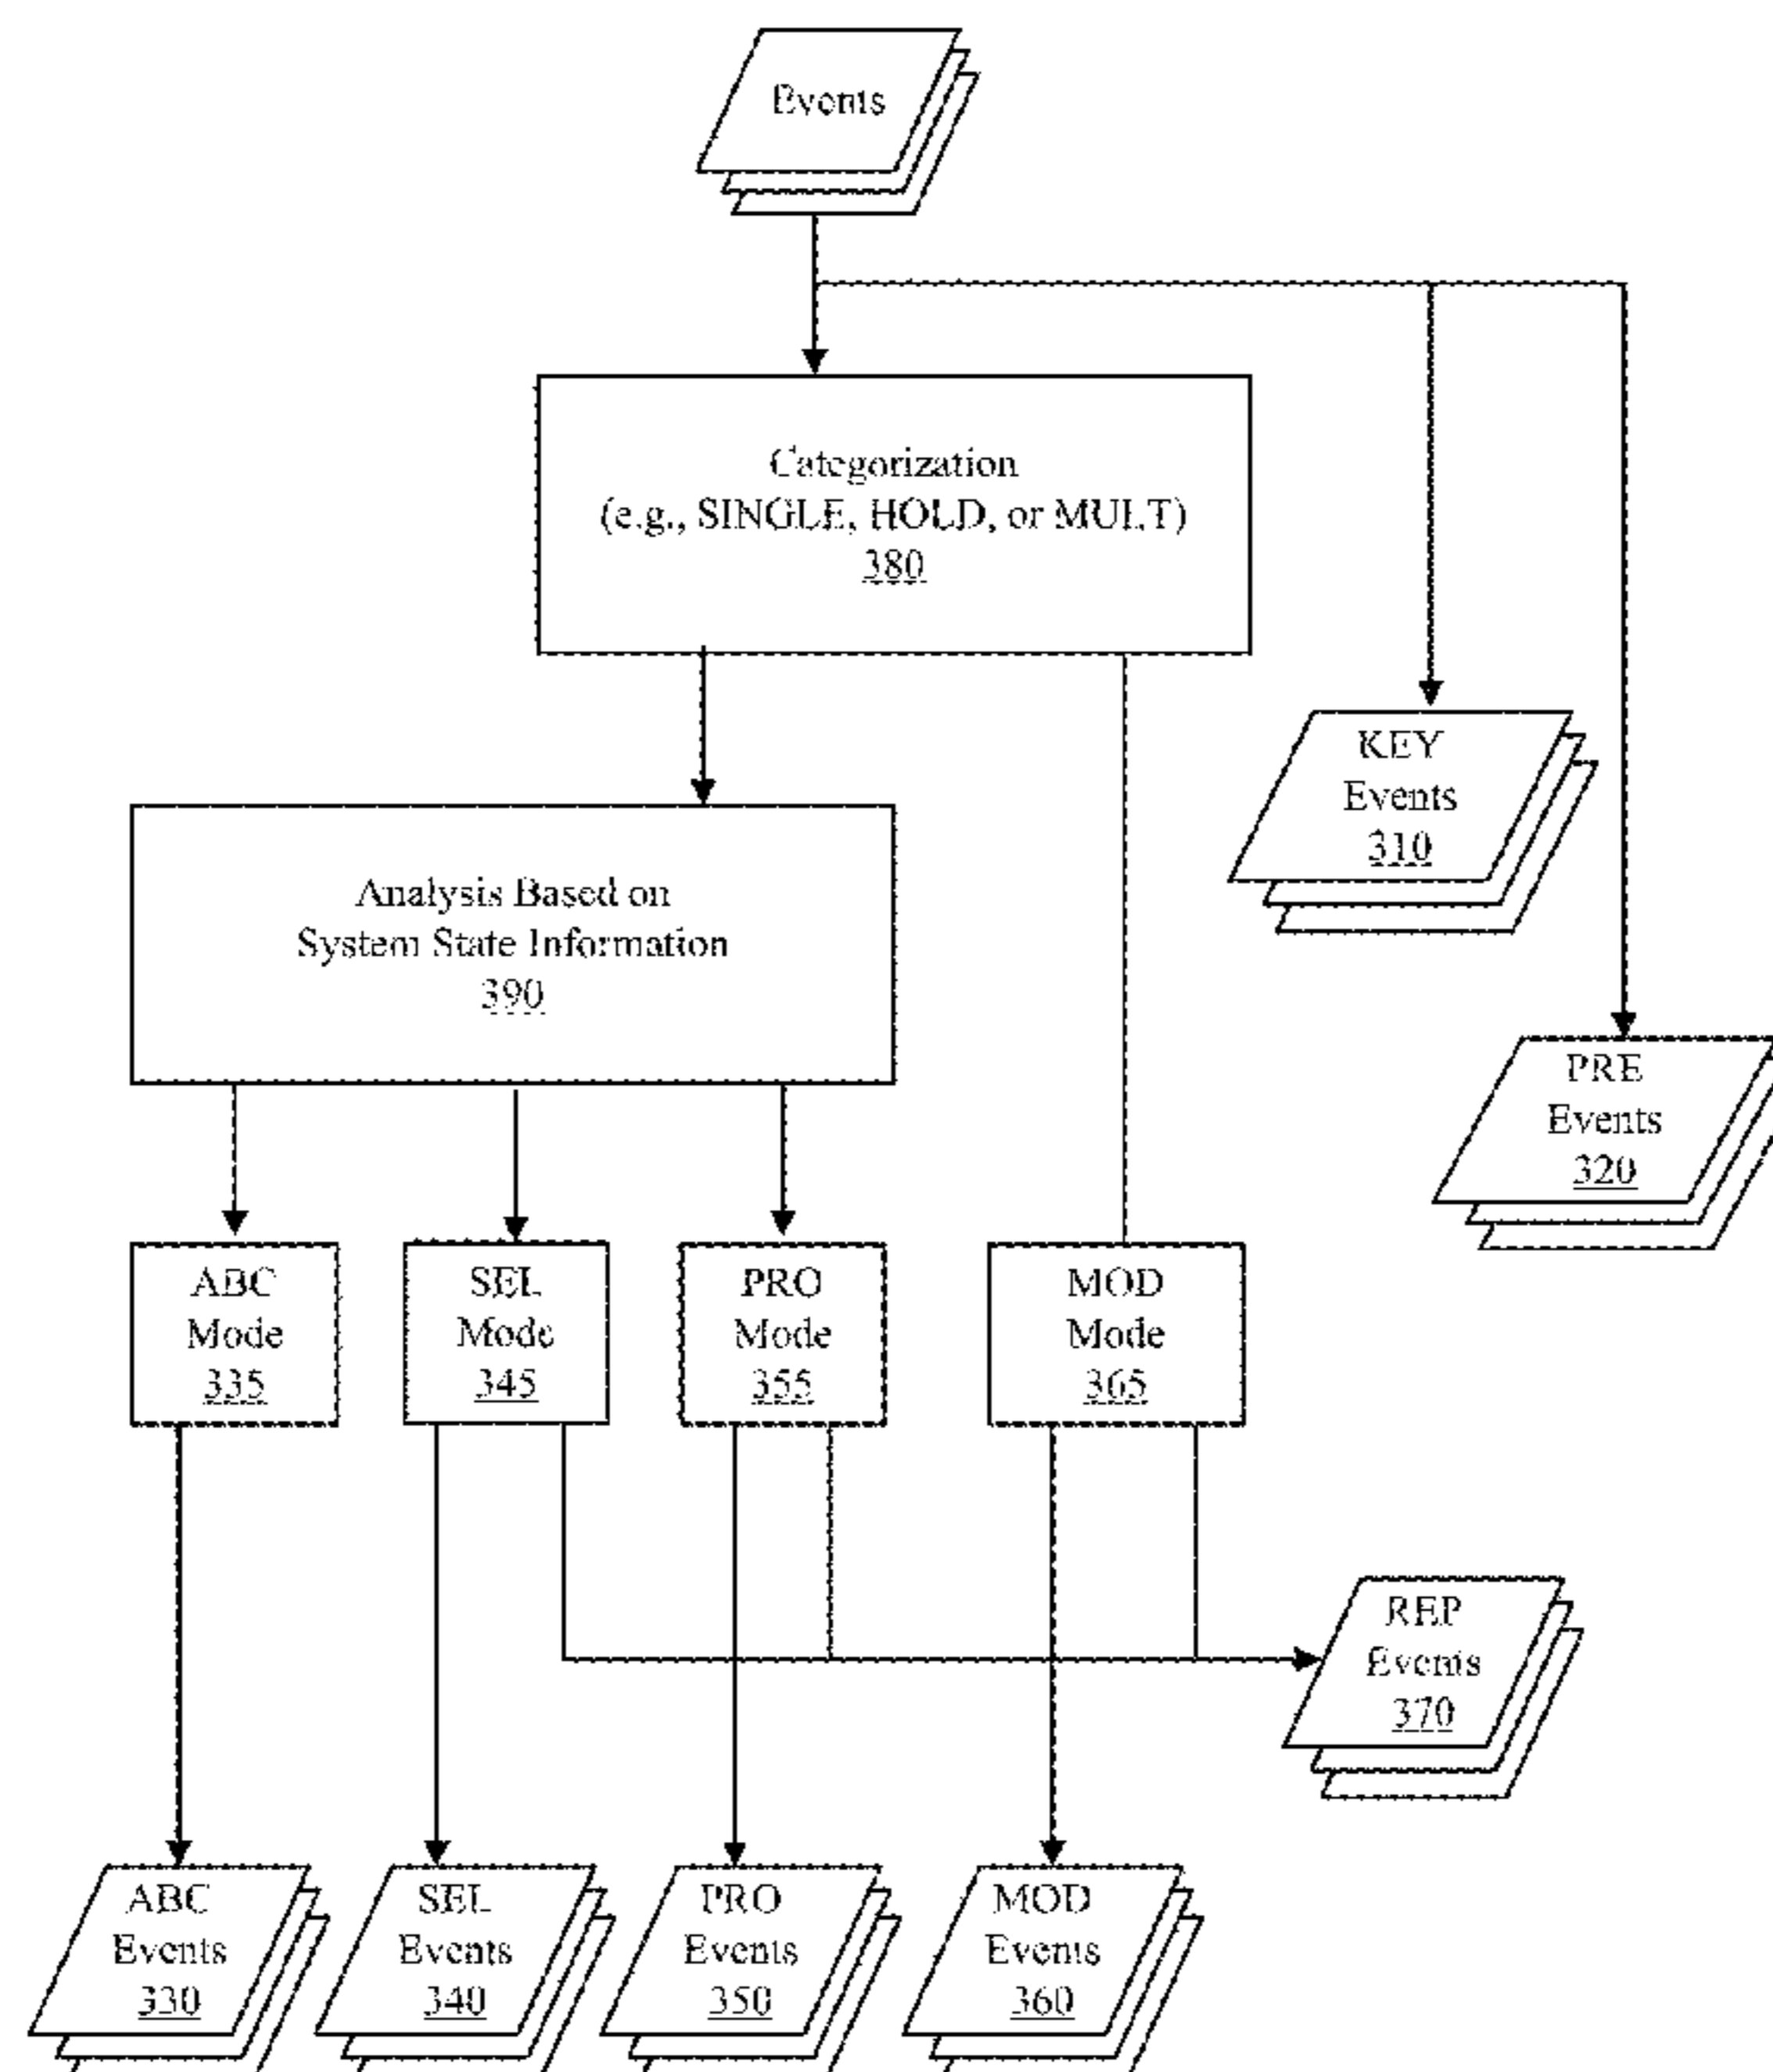 Events
Categorization
(e.g., SINGLE, HOLD, or MULT)
380
KEY
Events
310
Analysis Based on
System State Information
390
PRE
Events
320
ABC
Mode
335
SEL
Mode
345
PRO
Mode
355
MOD
Mode
365
REP
Events
370
ABC
Events
330
SEL
Events
340
PRO
Events
350
MOD
Events
360